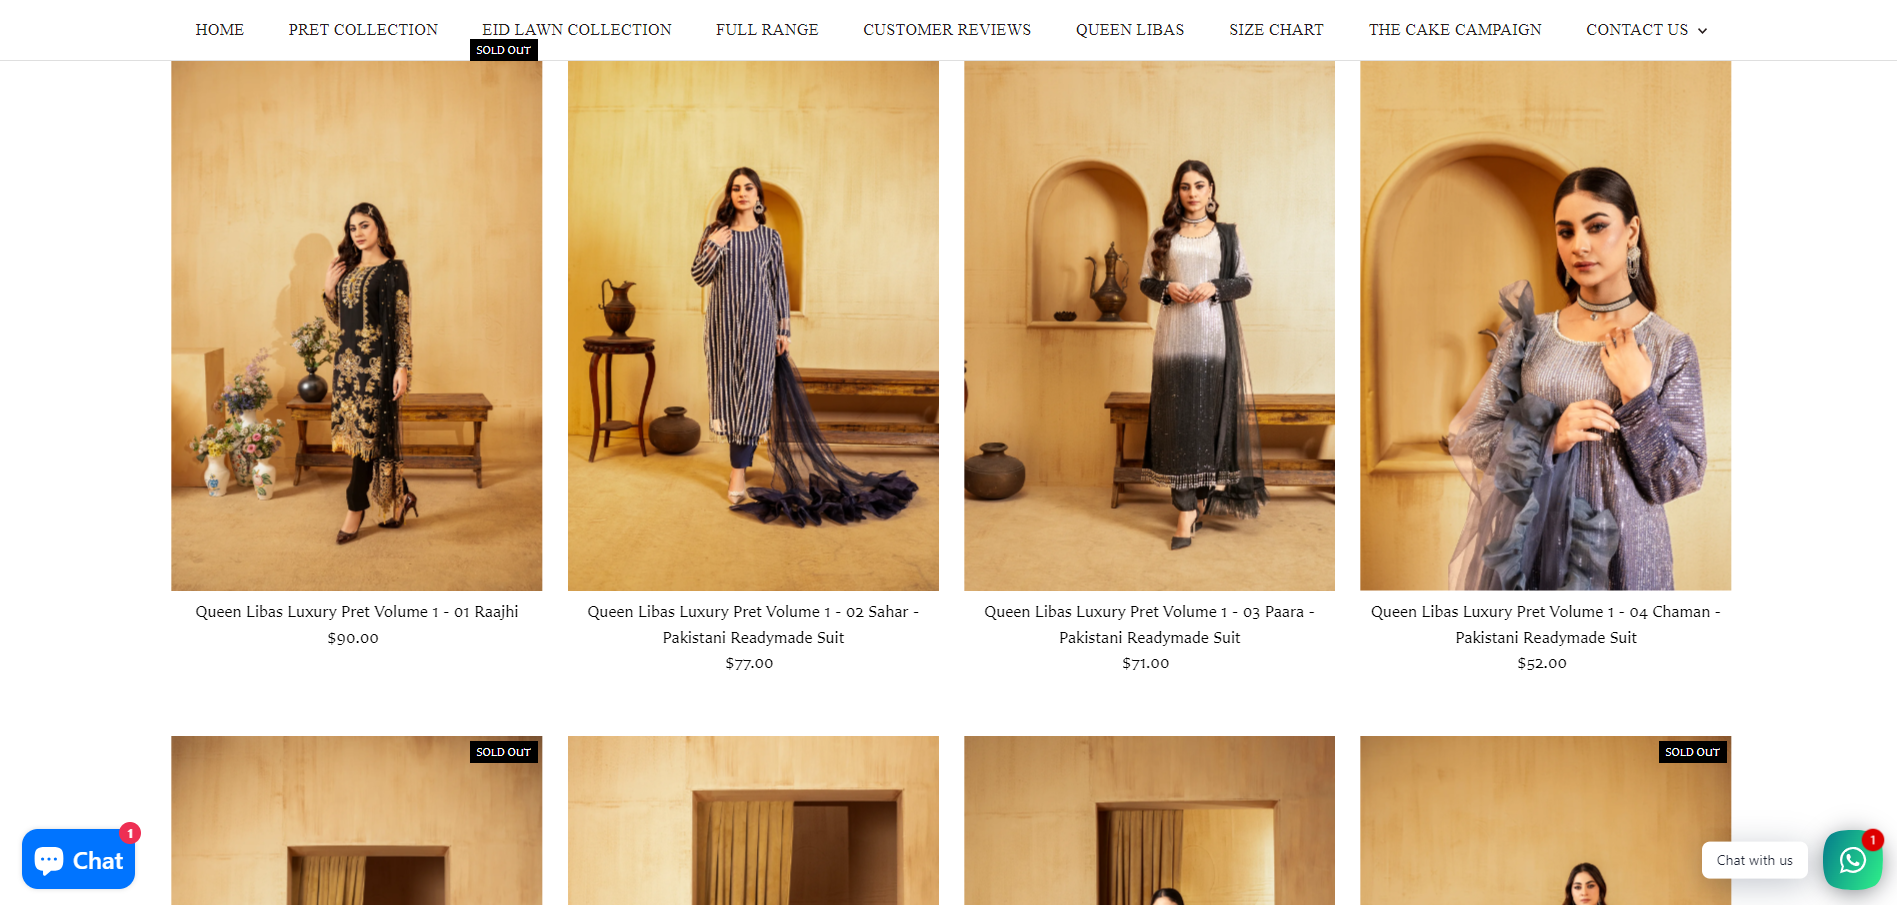 HOME PRET COLLECTION EID LAWN COLLECTION FULL RANGE CUSTOMER REVIEWS QUEEN LIBAS SIZE CHART THE CAKE CAMPAIGN CONTACT US
SOLD OUT
Queen Libas Luxury Pret Volume 1 - 01 Raajhi
$90.00
Queen Libas Luxury Pret Volume 1 - 02 Sahar -
Pakistani Readymade Suit
$77.00
Queen Libas Luxury Pret Volume 1 - 03 Paara -
Pakistani Readymade Suit
$71.00
Queen Libas Luxury Pret Volume 1 - 04 Chaman -
Pakistani Readymade Suit
$52.00
SOLD OUT
SOLD OUT
Chat
1
Chat with us
1